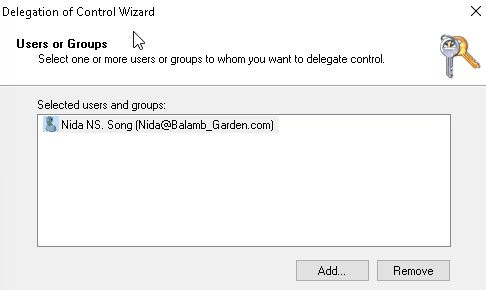 Delegation of Control Wizard
Users or Groups
Select one or more users or groups to whom you want to delegate control.
Selected users and groups:
Nida NS. Song (Nida@Balamb_Garden.com)
Add...
Remove